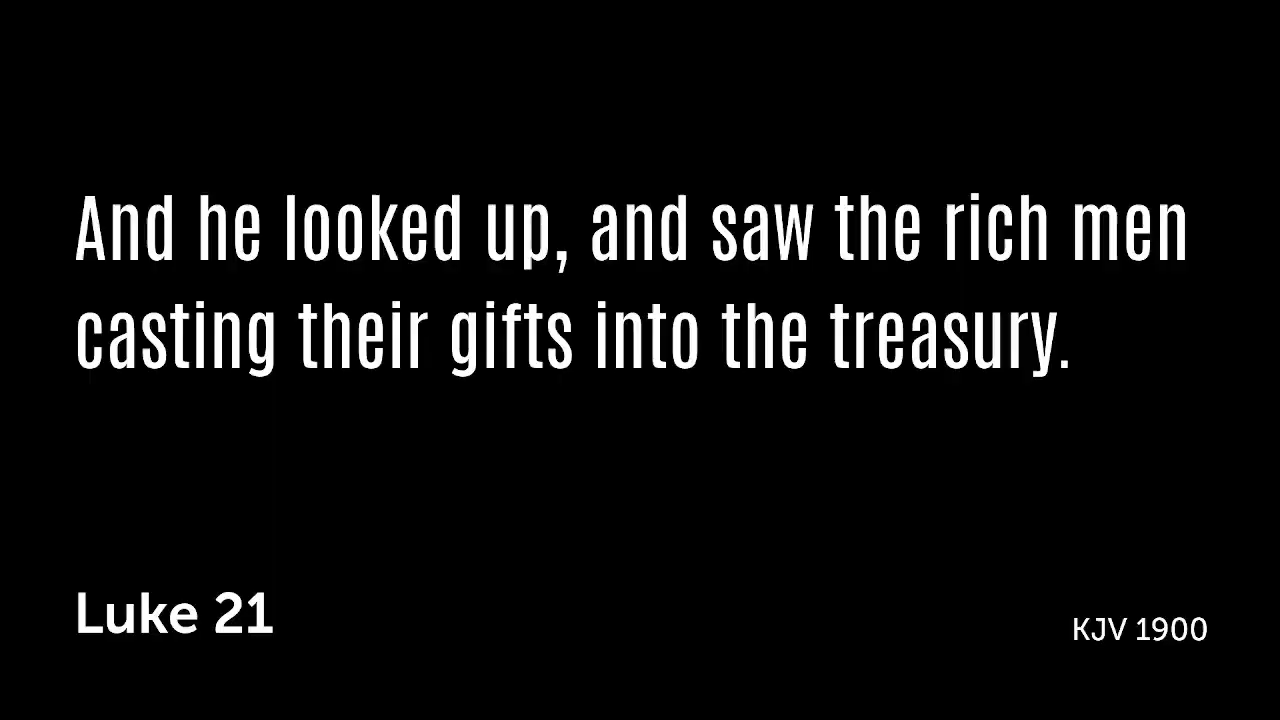 And he looked up, and saw the rich men
casting their gifts into the treasury.
Luke 21
KJV 1900